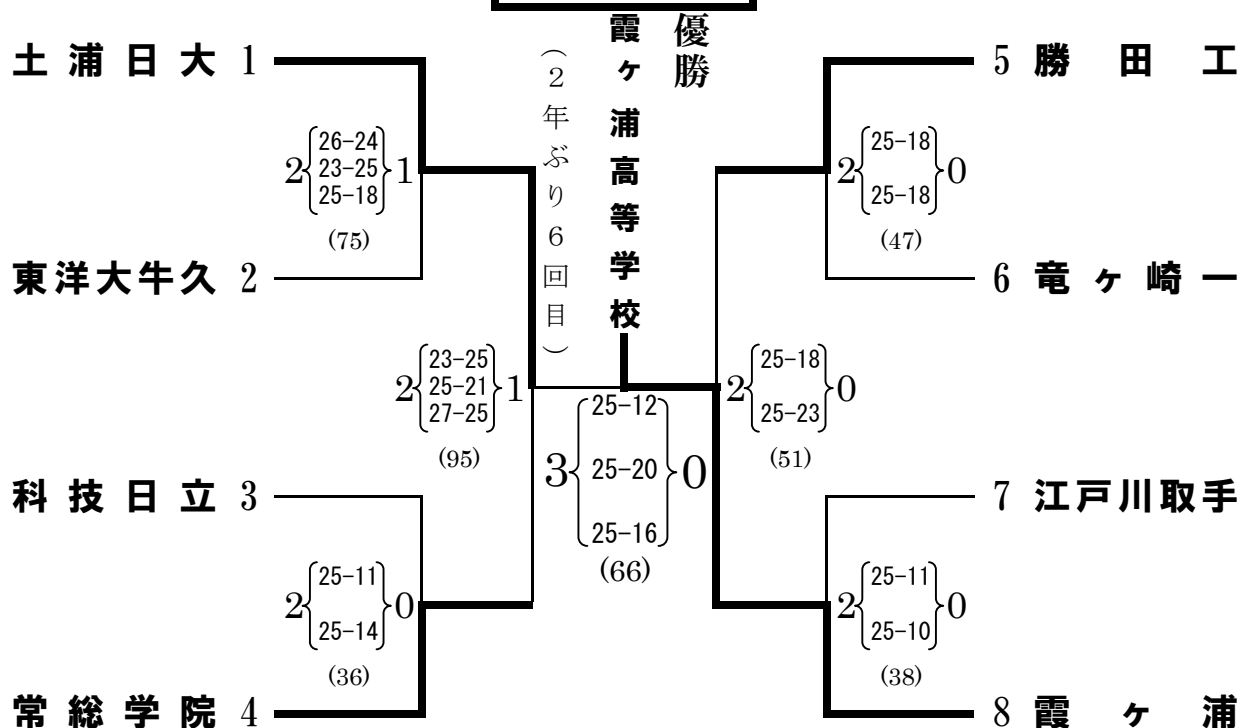 優勝
霞ヶ浦高等学校
（２年ぶり６回目）
土浦日大 1
2 26-24 1
23-25
25-18
(75)
東洋大牛久 2
2 23-25 1
25-21
27-25
(95)
科技日立 3
2 25-11 0
25-14
(36)
常総学院 4
3 25-12 0
25-20
25-16
(66)
5 勝田工
2 25-18 0
25-18
(47)
6 竜ヶ崎一
2 25-18 0
25-23
(51)
7 江戸川取手
2 25-11 0
25-10
(38)
8 霞ヶ浦